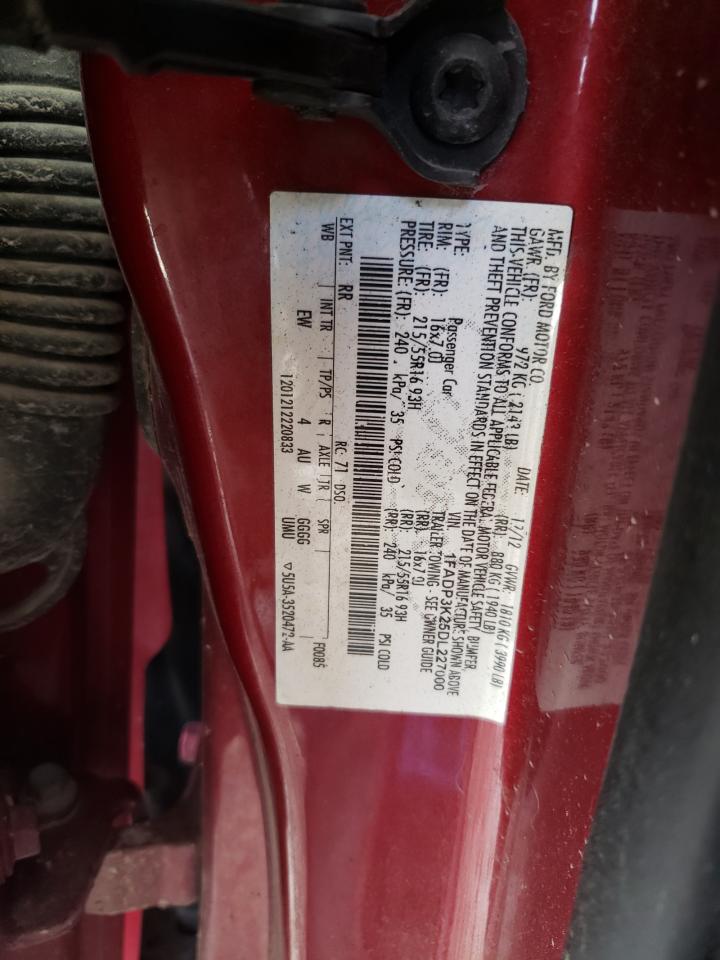 MFD. BY FORD MOTOR CO.
DATE: 12/12 GVWR: 1810 KG ( 3990 LB)
GAWR. (FR): 972 KG ( 2143 LB) (RR): 880 KG ( 1940 LB)
THIS VEHICLE CONFORMS TO ALL APPLICABLE FEDERAL MOTOR VEHICLE SAFETY, BUMPER,
AND THEFT PREVENTION STANDARDS IN EFFECT ON THE DATE OF MANUFACTURE SHOWN ABOVE
VIN: 1FADP3K25DL227000
TYPE: Passenger Car TRAILER TOWING - SEE OWNER GUIDE
RIM: (FR): 16x7.0J (RR): 16x7.0J
TIRE: (FR): 215/55R16 93H (RR): 215/55R16 93H
PRESSURE:(FR): 240 kPa/ 35 PSI COLD (RR): 240 kPa/ 35 PSI COLD
EXT PNT: RR RC: 71 DSO: F0085
WB INT TR TP/PS R AXLE TR SPR
EW 4 AU W GGGG
UMU
1201212220833 ▽5U5A-3520472-AA